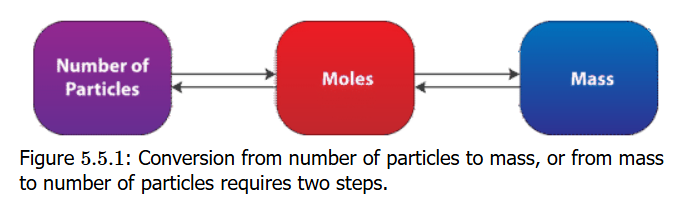 Number of
Particles
Moles
Mass
Figure 5.5.1: Conversion from number of particles to mass, or from mass
to number of particles requires two steps.